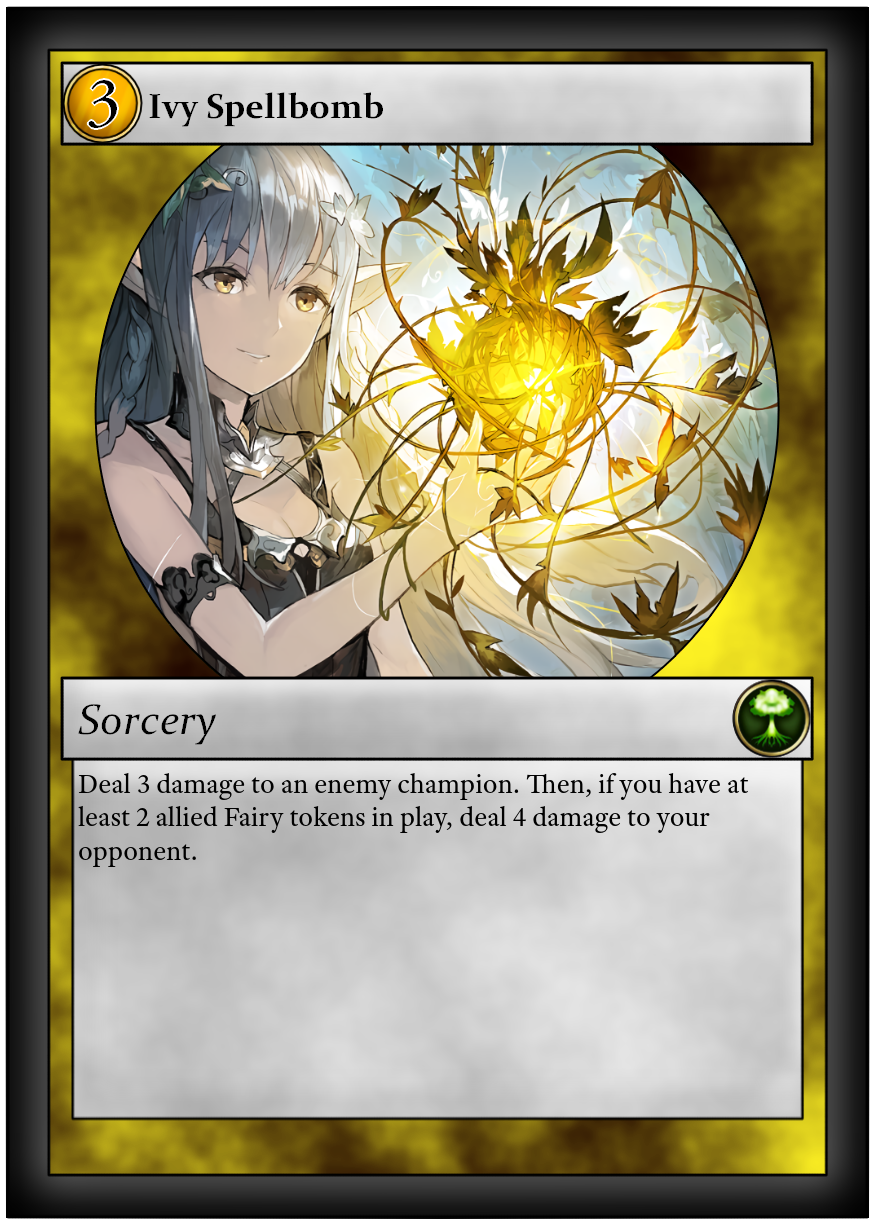 3 Ivy Spellbomb
Sorcery
Deal 3 damage to an enemy champion. Then, if you have at
least 2 allied Fairy tokens in play, deal 4 damage to your
opponent.